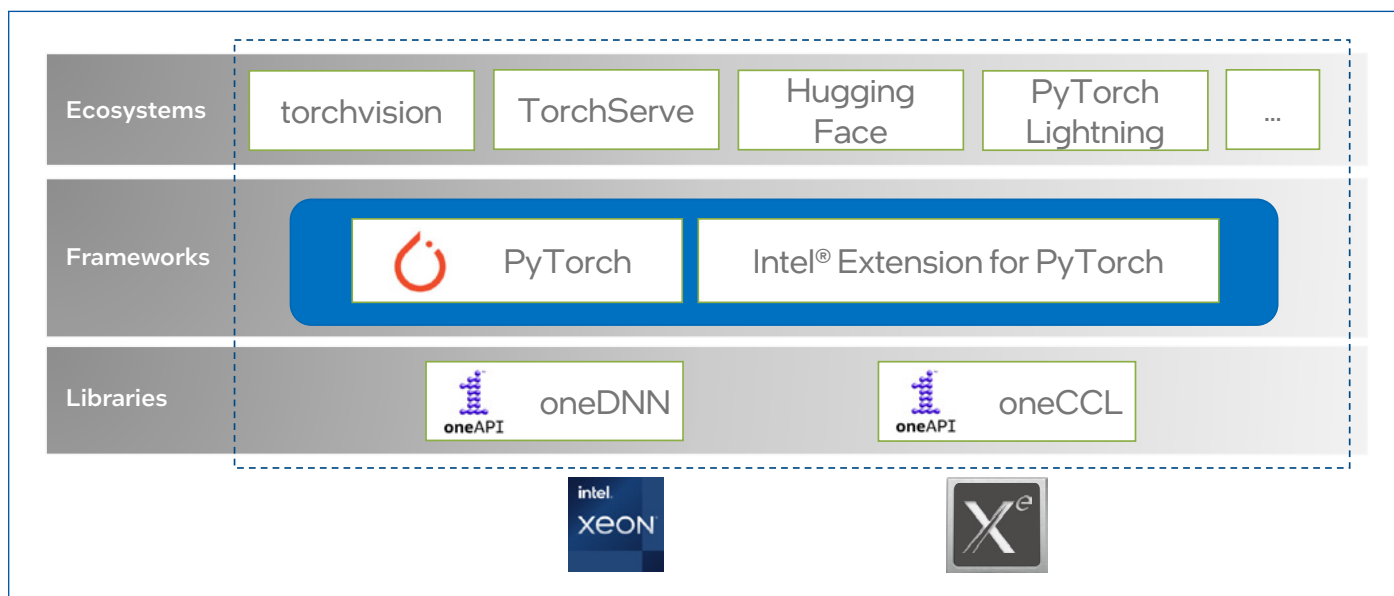 Ecosystems
torchvision
TorchServe
Hugging
Face
PyTorch
Lightning
...
Frameworks
PyTorch
Intel® Extension for PyTorch
Libraries
oneAPI
oneDNN
oneAPI
oneCCL
intel.
xeon
Xe